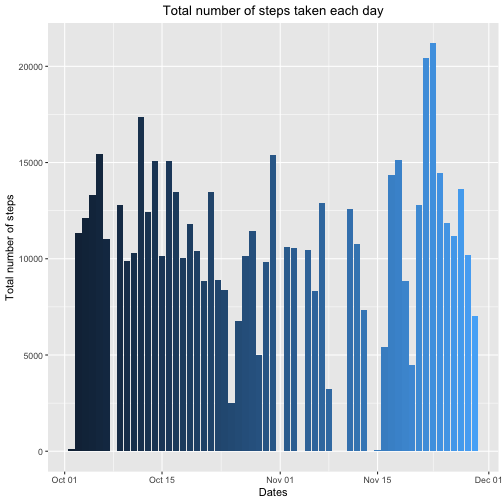 Total number of steps taken each day
Total number of steps
20000
15000
10000
5000
0
Oct 01 Oct 15 Nov 01 Nov 15 Dec 01
Dates